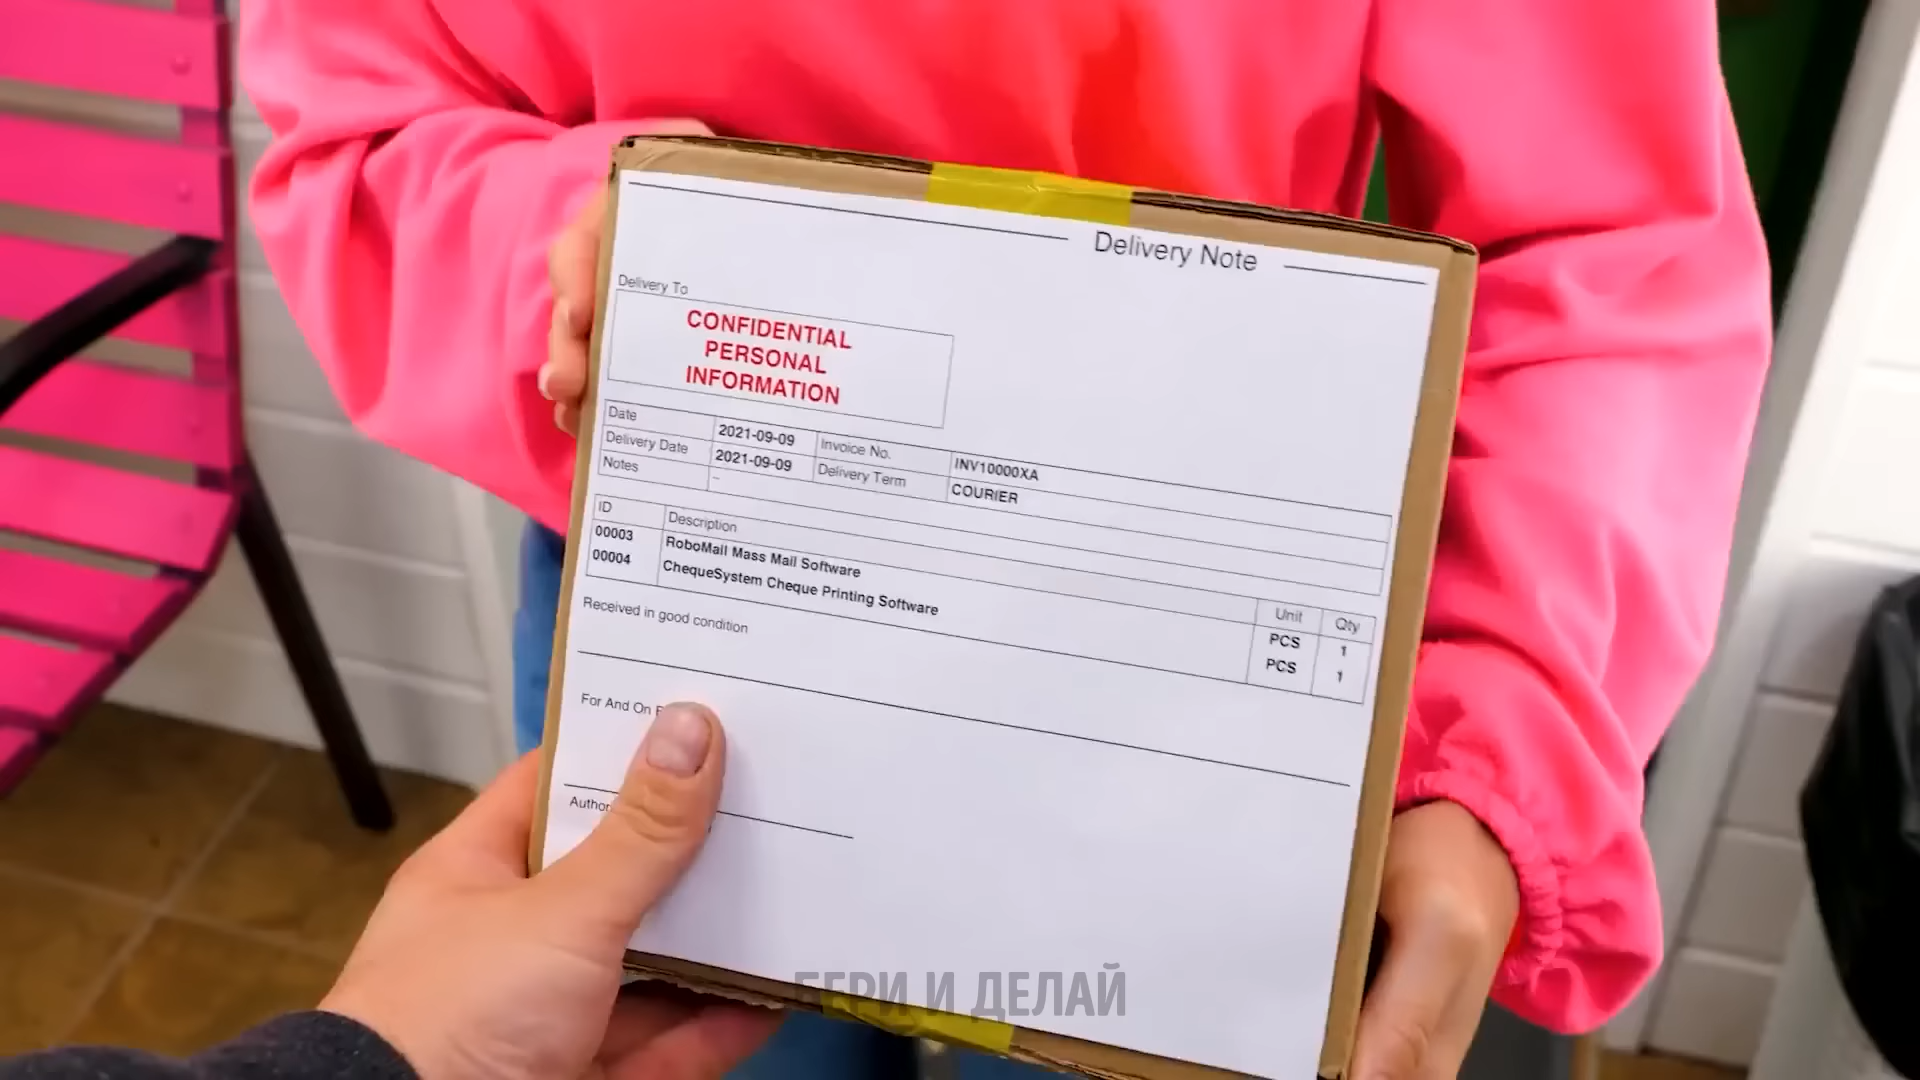 Delivery Note
Delivery To
CONFIDENTIAL
PERSONAL
INFORMATION
Date 2021-09-09 Invoice No. INV10000XA
Delivery Date 2021-09-09 Delivery Term COURIER
Notes –
ID Description Unit Qty
00003 RoboMail Mass Mail Software PCS 1
00004 ChequeSystem Cheque Printing Software PCS 1
Received in good condition
For And On
БЕРИ И ДЕЛАЙ